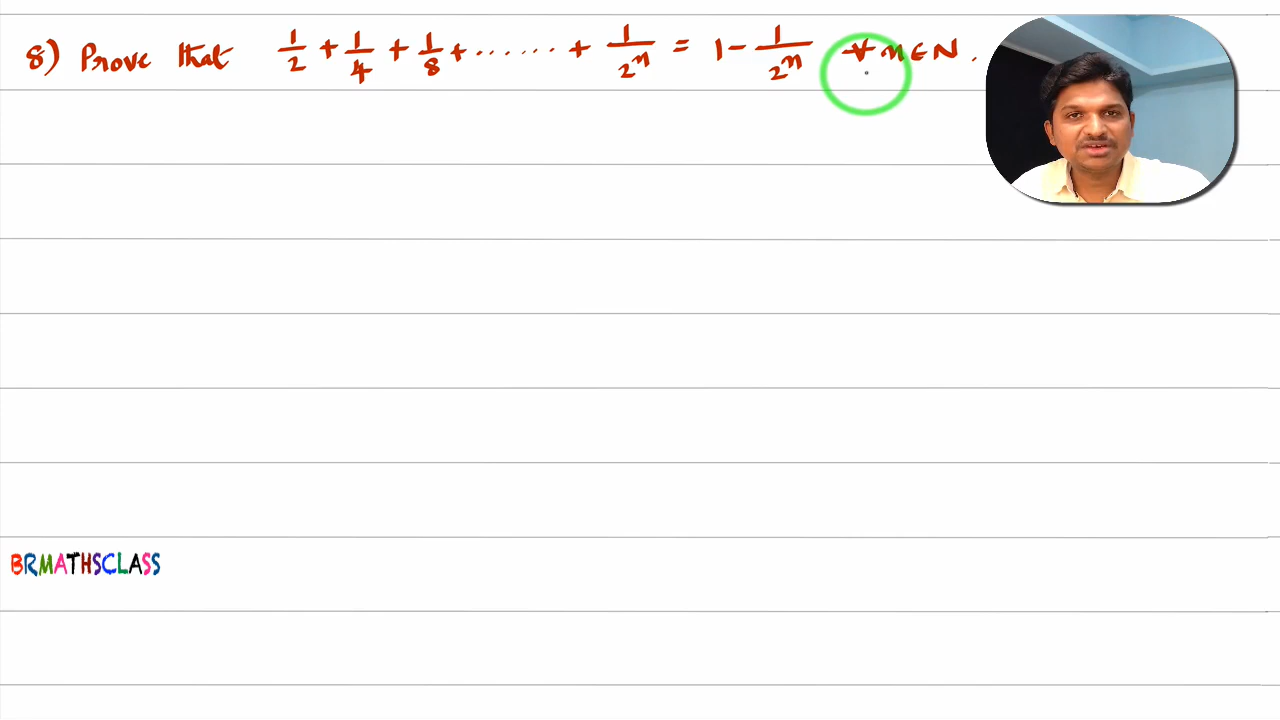 8) Prove that 1/2 + 1/4 + 1/8 + ...... + 1/2ⁿ = 1 - 1/2ⁿ ∀ n ∈ N.
BRMATHSCLASS